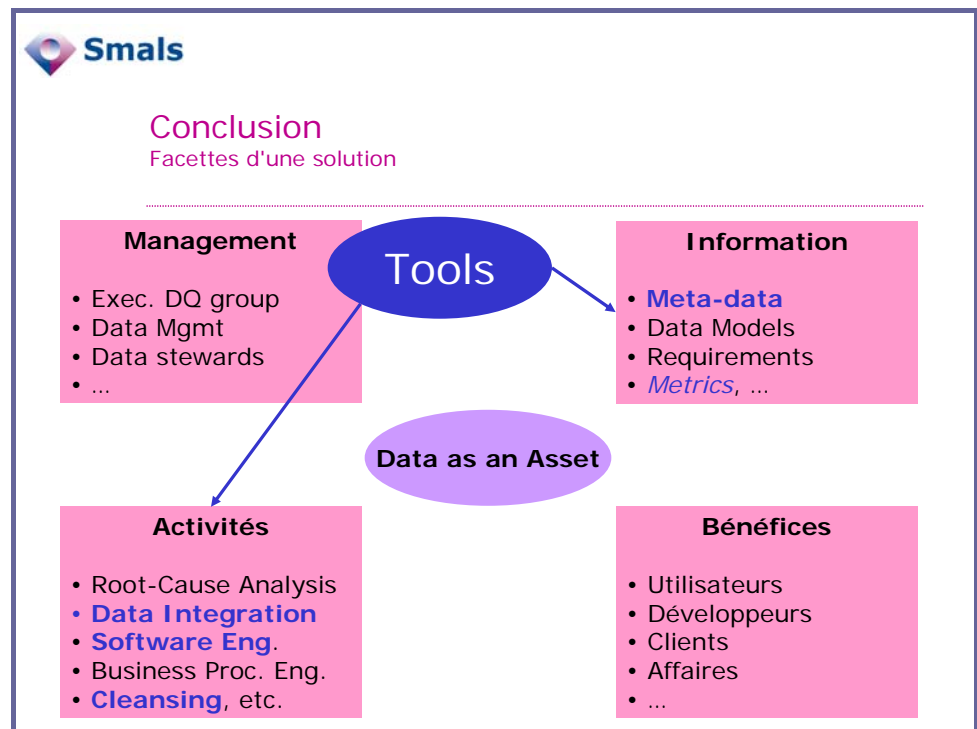 Smals
Conclusion
Facettes d'une solution
Management
• Exec. DQ group
• Data Mgmt
• Data stewards
• ...
Tools
Information
• Meta-data
• Data Models
• Requirements
• Metrics, ...
Data as an Asset
Activités
• Root-Cause Analysis
• Data Integration
• Software Eng.
• Business Proc. Eng.
• Cleansing, etc.
Bénéfices
• Utilisateurs
• Développeurs
• Clients
• Affaires
• ...